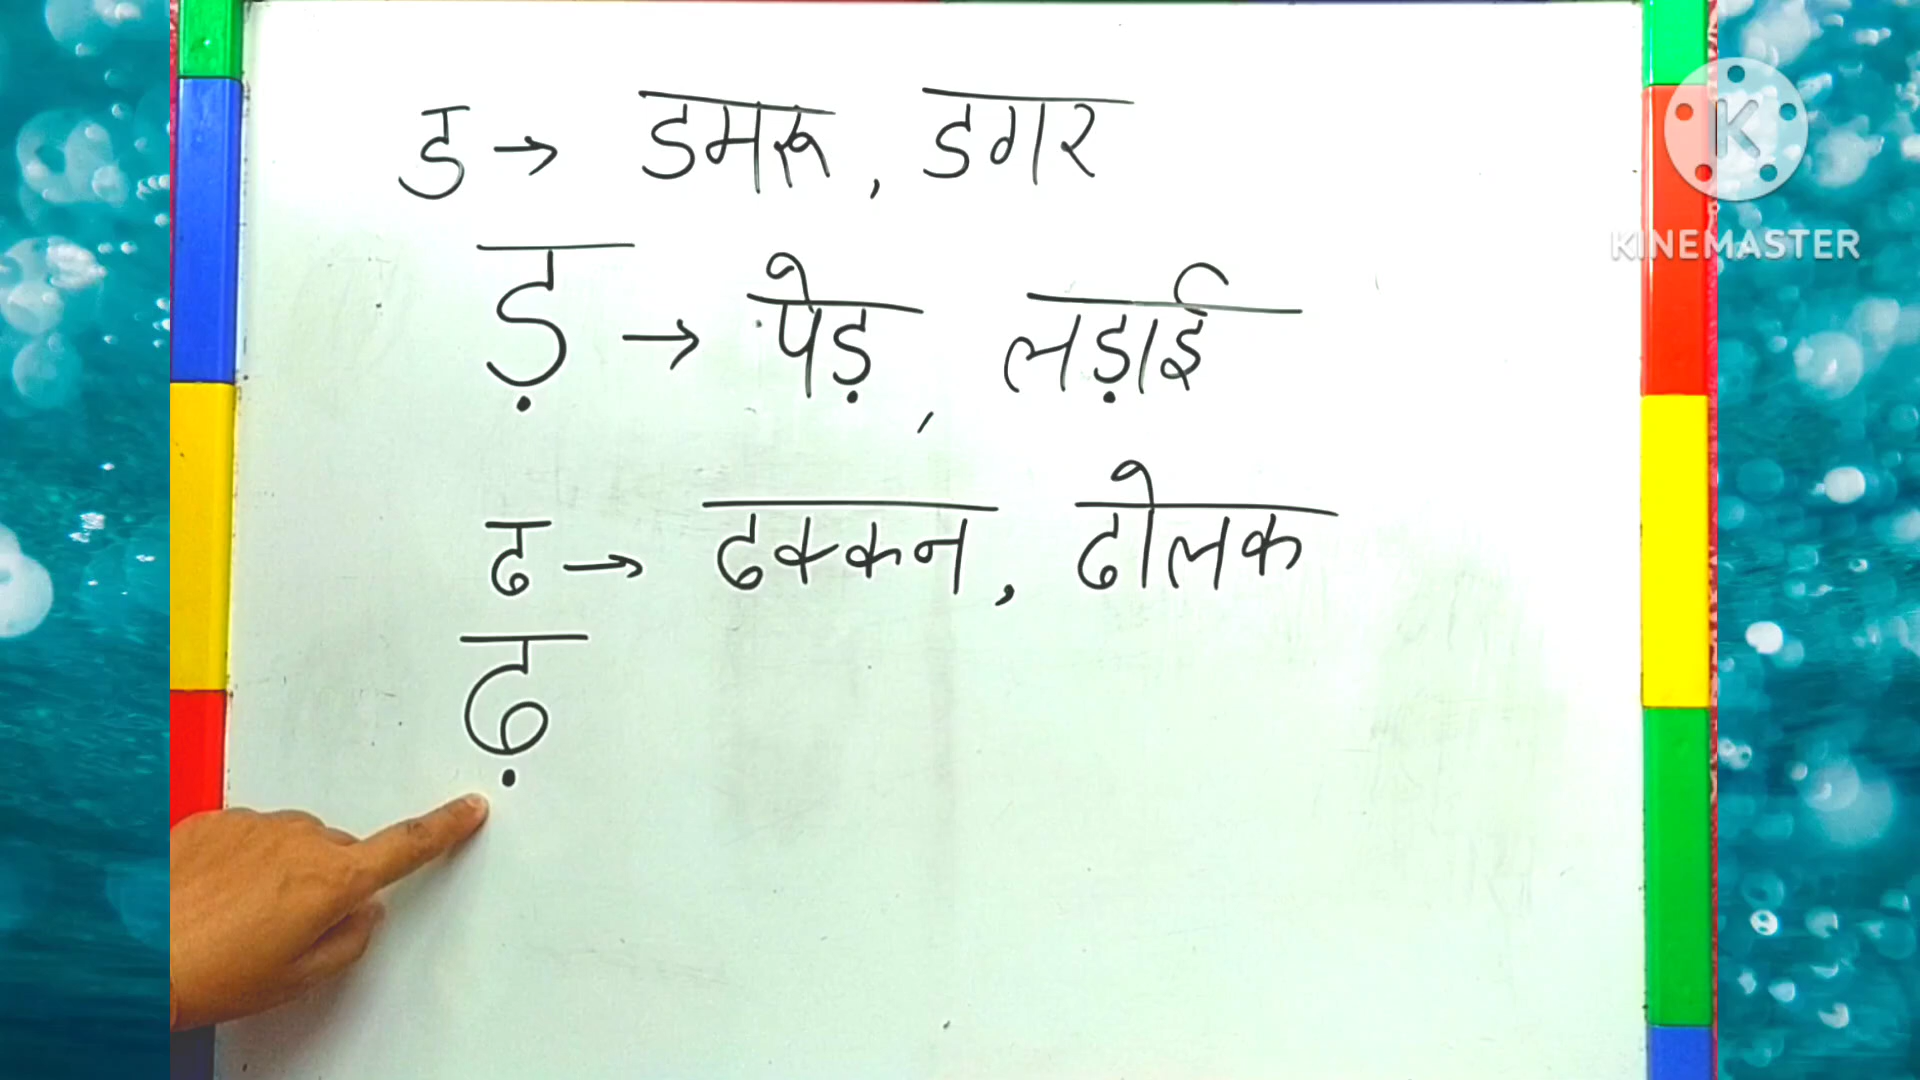 ड → डमरू, डगर
ड़ → पेड़, लड़ाई
ढ → ढक्कन, ढोलक
ढ़
K
KINEMASTER